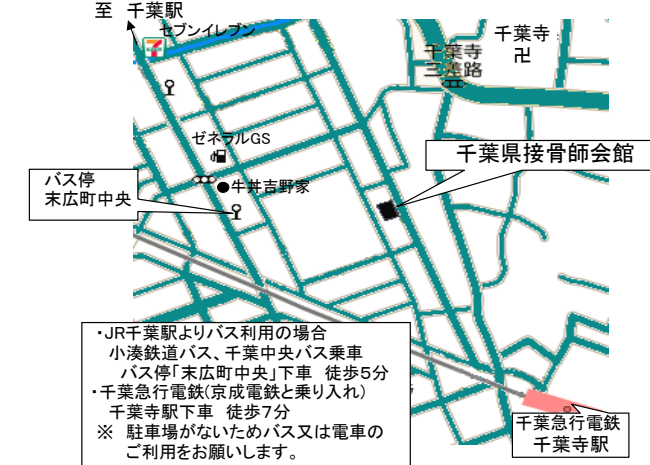 至 千葉駅
セブンイレブン
千葉寺
卍
千葉寺
三差路
ゼネラルGS
千葉県接骨師会館
バス停
末広町中央
●牛丼吉野家
・JR千葉駅よりバス利用の場合
小湊鉄道バス、千葉中央バス乗車
バス停「末広町中央」下車 徒歩5分
・千葉急行電鉄(京成電鉄と乗り入れ)
千葉寺駅下車 徒歩7分
※ 駐車場がないためバス又は電車の
ご利用をお願いします。
千葉急行電鉄
千葉寺駅